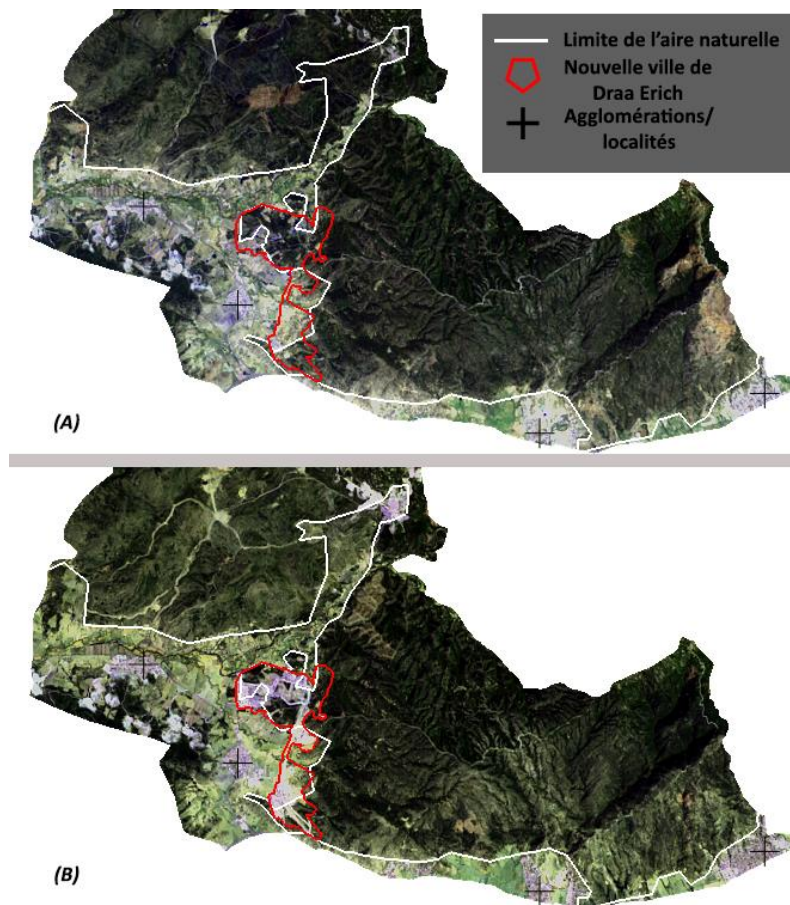 Limite de l'aire naturelle
Nouvelle ville de
Draa Erich
Agglomérations/
localités
(A)
(B)